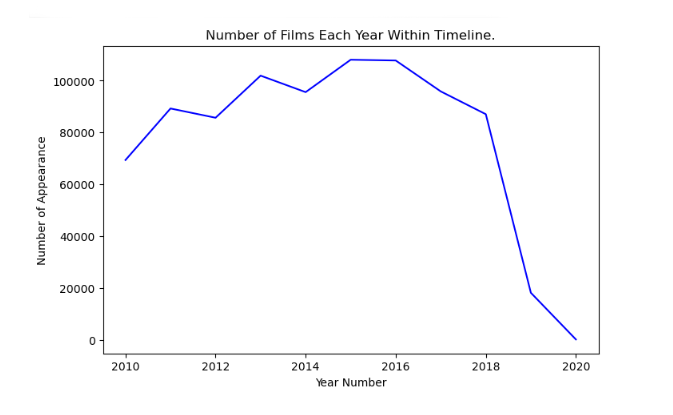 Number of Films Each Year Within Timeline.
100000
80000
60000
40000
20000
0
Number of Appearance
2010 2012 2014 2016 2018 2020
Year Number